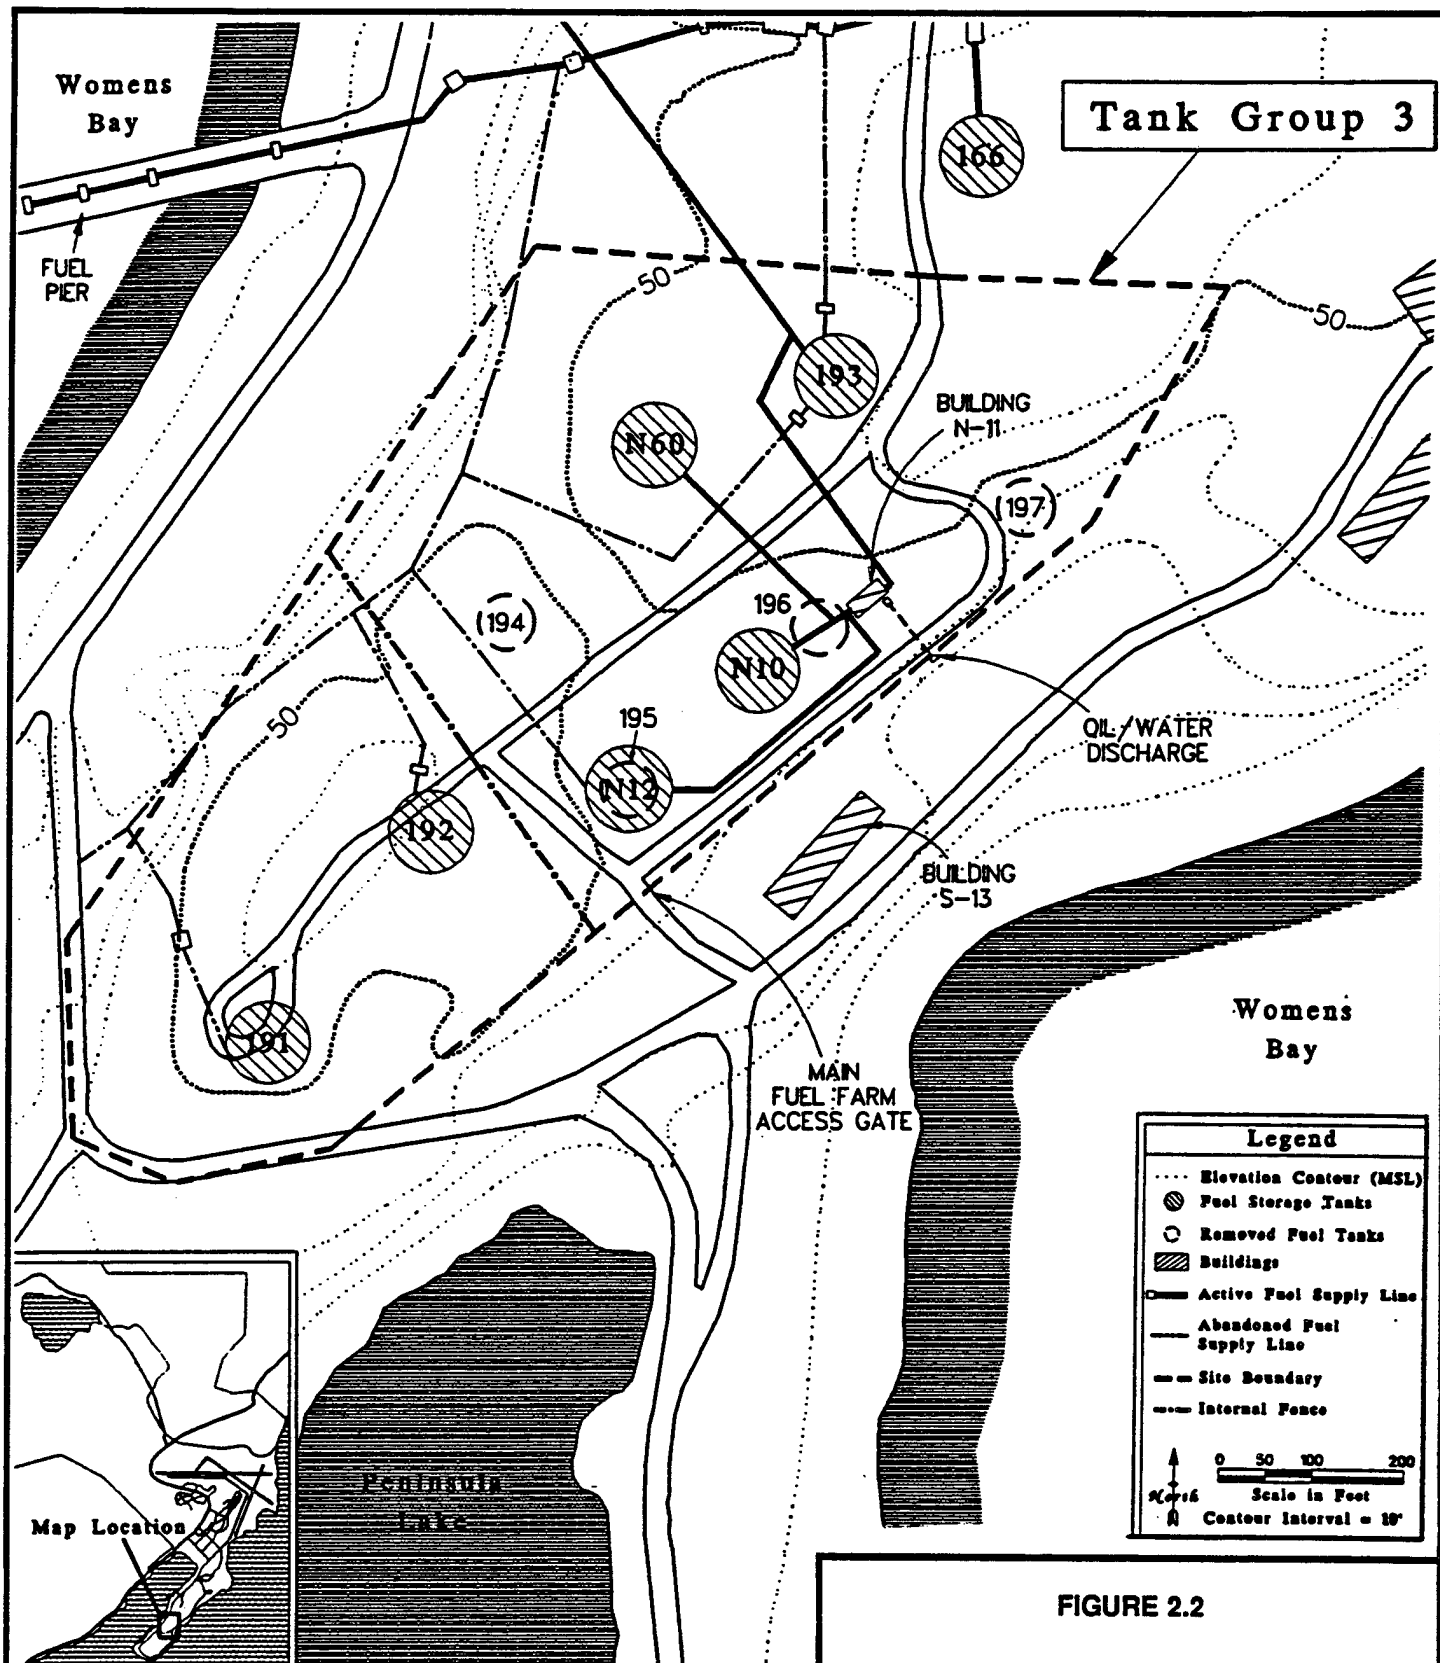 Womens
Bay
Tank Group 3
166
FUEL
PIER
50
50
193
BUILDING
N-11
N60
(197)
196
(194)
N10
50
195
OIL/WATER
DISCHARGE
N12
192
BUILDING
S-13
Womens
Bay
191
MAIN
FUEL FARM
ACCESS GATE
Legend
Elevation Contour (MSL)
Fuel Storage Tanks
Removed Fuel Tanks
Buildings
Active Fuel Supply Line
Abandoned Fuel
Supply Line
Site Boundary
Internal Fence
0 50 100 200
North
Scale in Feet
Contour Interval = 10'
Peninsula
Lake
Map Location
FIGURE 2.2